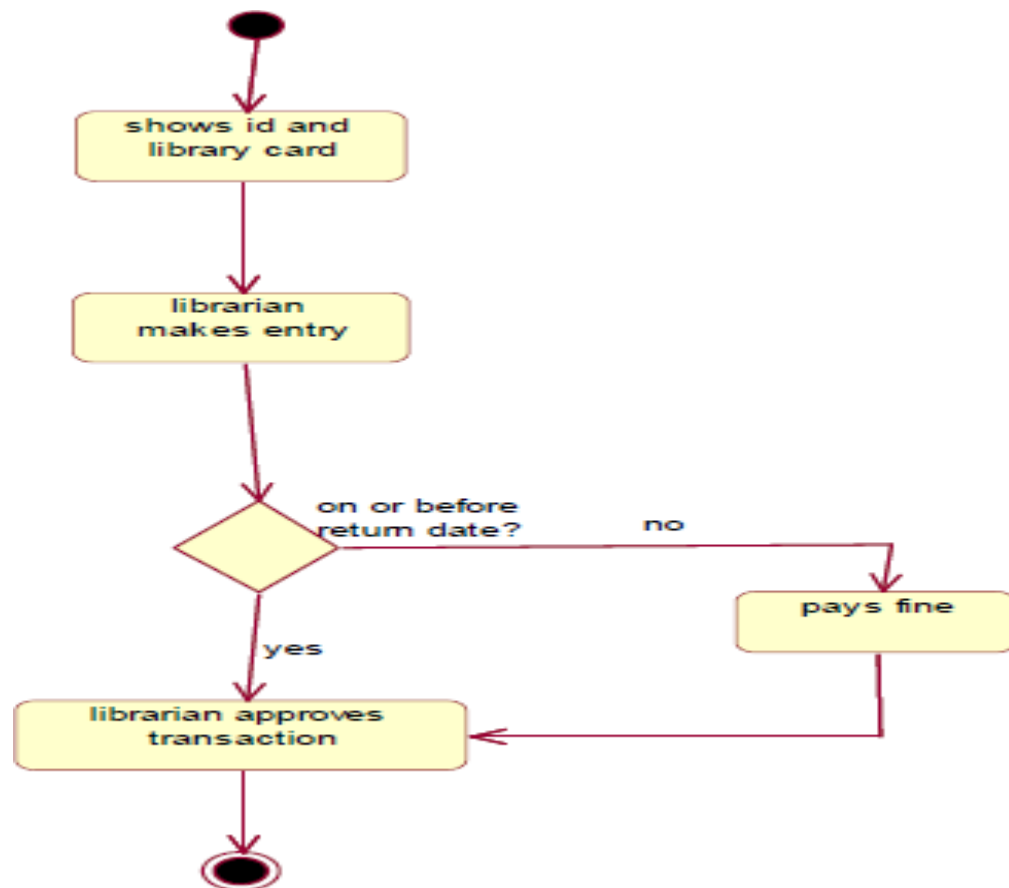 shows id and
library card
librarian
makes entry
on or before
return date?
no
pays fine
yes
librarian approves
transaction